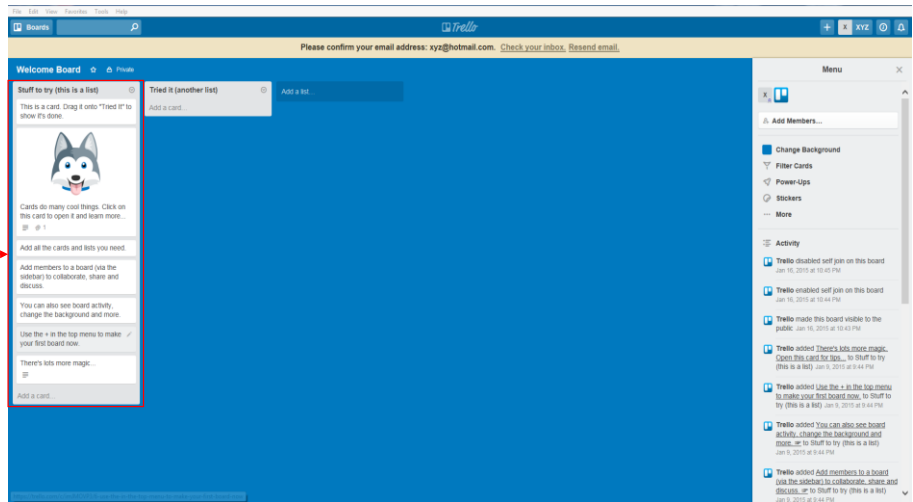 File Edit View Favorites Tools Help
Boards
Trello
X XYZ
Please confirm your email address: xyz@hotmail.com. Check your inbox. Resend email.
Welcome Board Private
Stuff to try (this is a list)
This is a card. Drag it onto "Tried It" to
show it's done.
Cards do many cool things. Click on
this card to open it and learn more...
1
Add all the cards and lists you need.
Add members to a board (via the
sidebar) to collaborate, share and
discuss.
You can also see board activity,
change the background and more.
Use the + in the top menu to make
your first board now.
There's lots more magic...
Add a card...
Tried it (another list)
Add a card...
Add a list...
Menu
X
Add Members...
Change Background
Filter Cards
Power-Ups
Stickers
More
Activity
Trello disabled self join on this board
Jan 16, 2015 at 10:45 PM
Trello enabled self join on this board
Jan 16, 2015 at 10:44 PM
Trello made this board visible to the
public Jan 16, 2015 at 10:43 PM
Trello added There's lots more magic.
Open this card for tips... to Stuff to try
(this is a list) Jan 9, 2015 at 9:44 PM
Trello added Use the + in the top menu
to make your first board now. to Stuff to
try (this is a list) Jan 9, 2015 at 9:44 PM
Trello added You can also see board
activity, change the background and
more. to Stuff to try (this is a list)
Jan 9, 2015 at 9:44 PM
Trello added Add members to a board
(via the sidebar) to collaborate, share and
discuss. to Stuff to try (this is a list)
Jan 9, 2015 at 9:44 PM